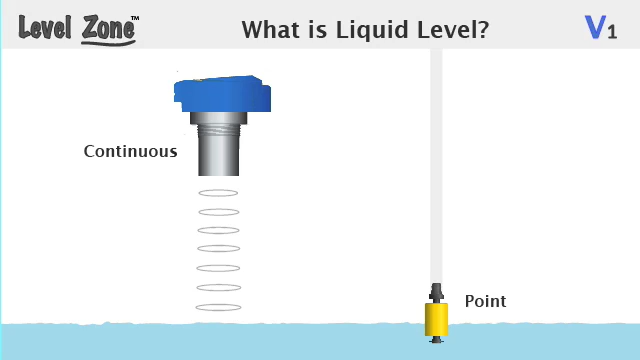 Level Zone™
What is Liquid Level?
V1
Continuous
Point